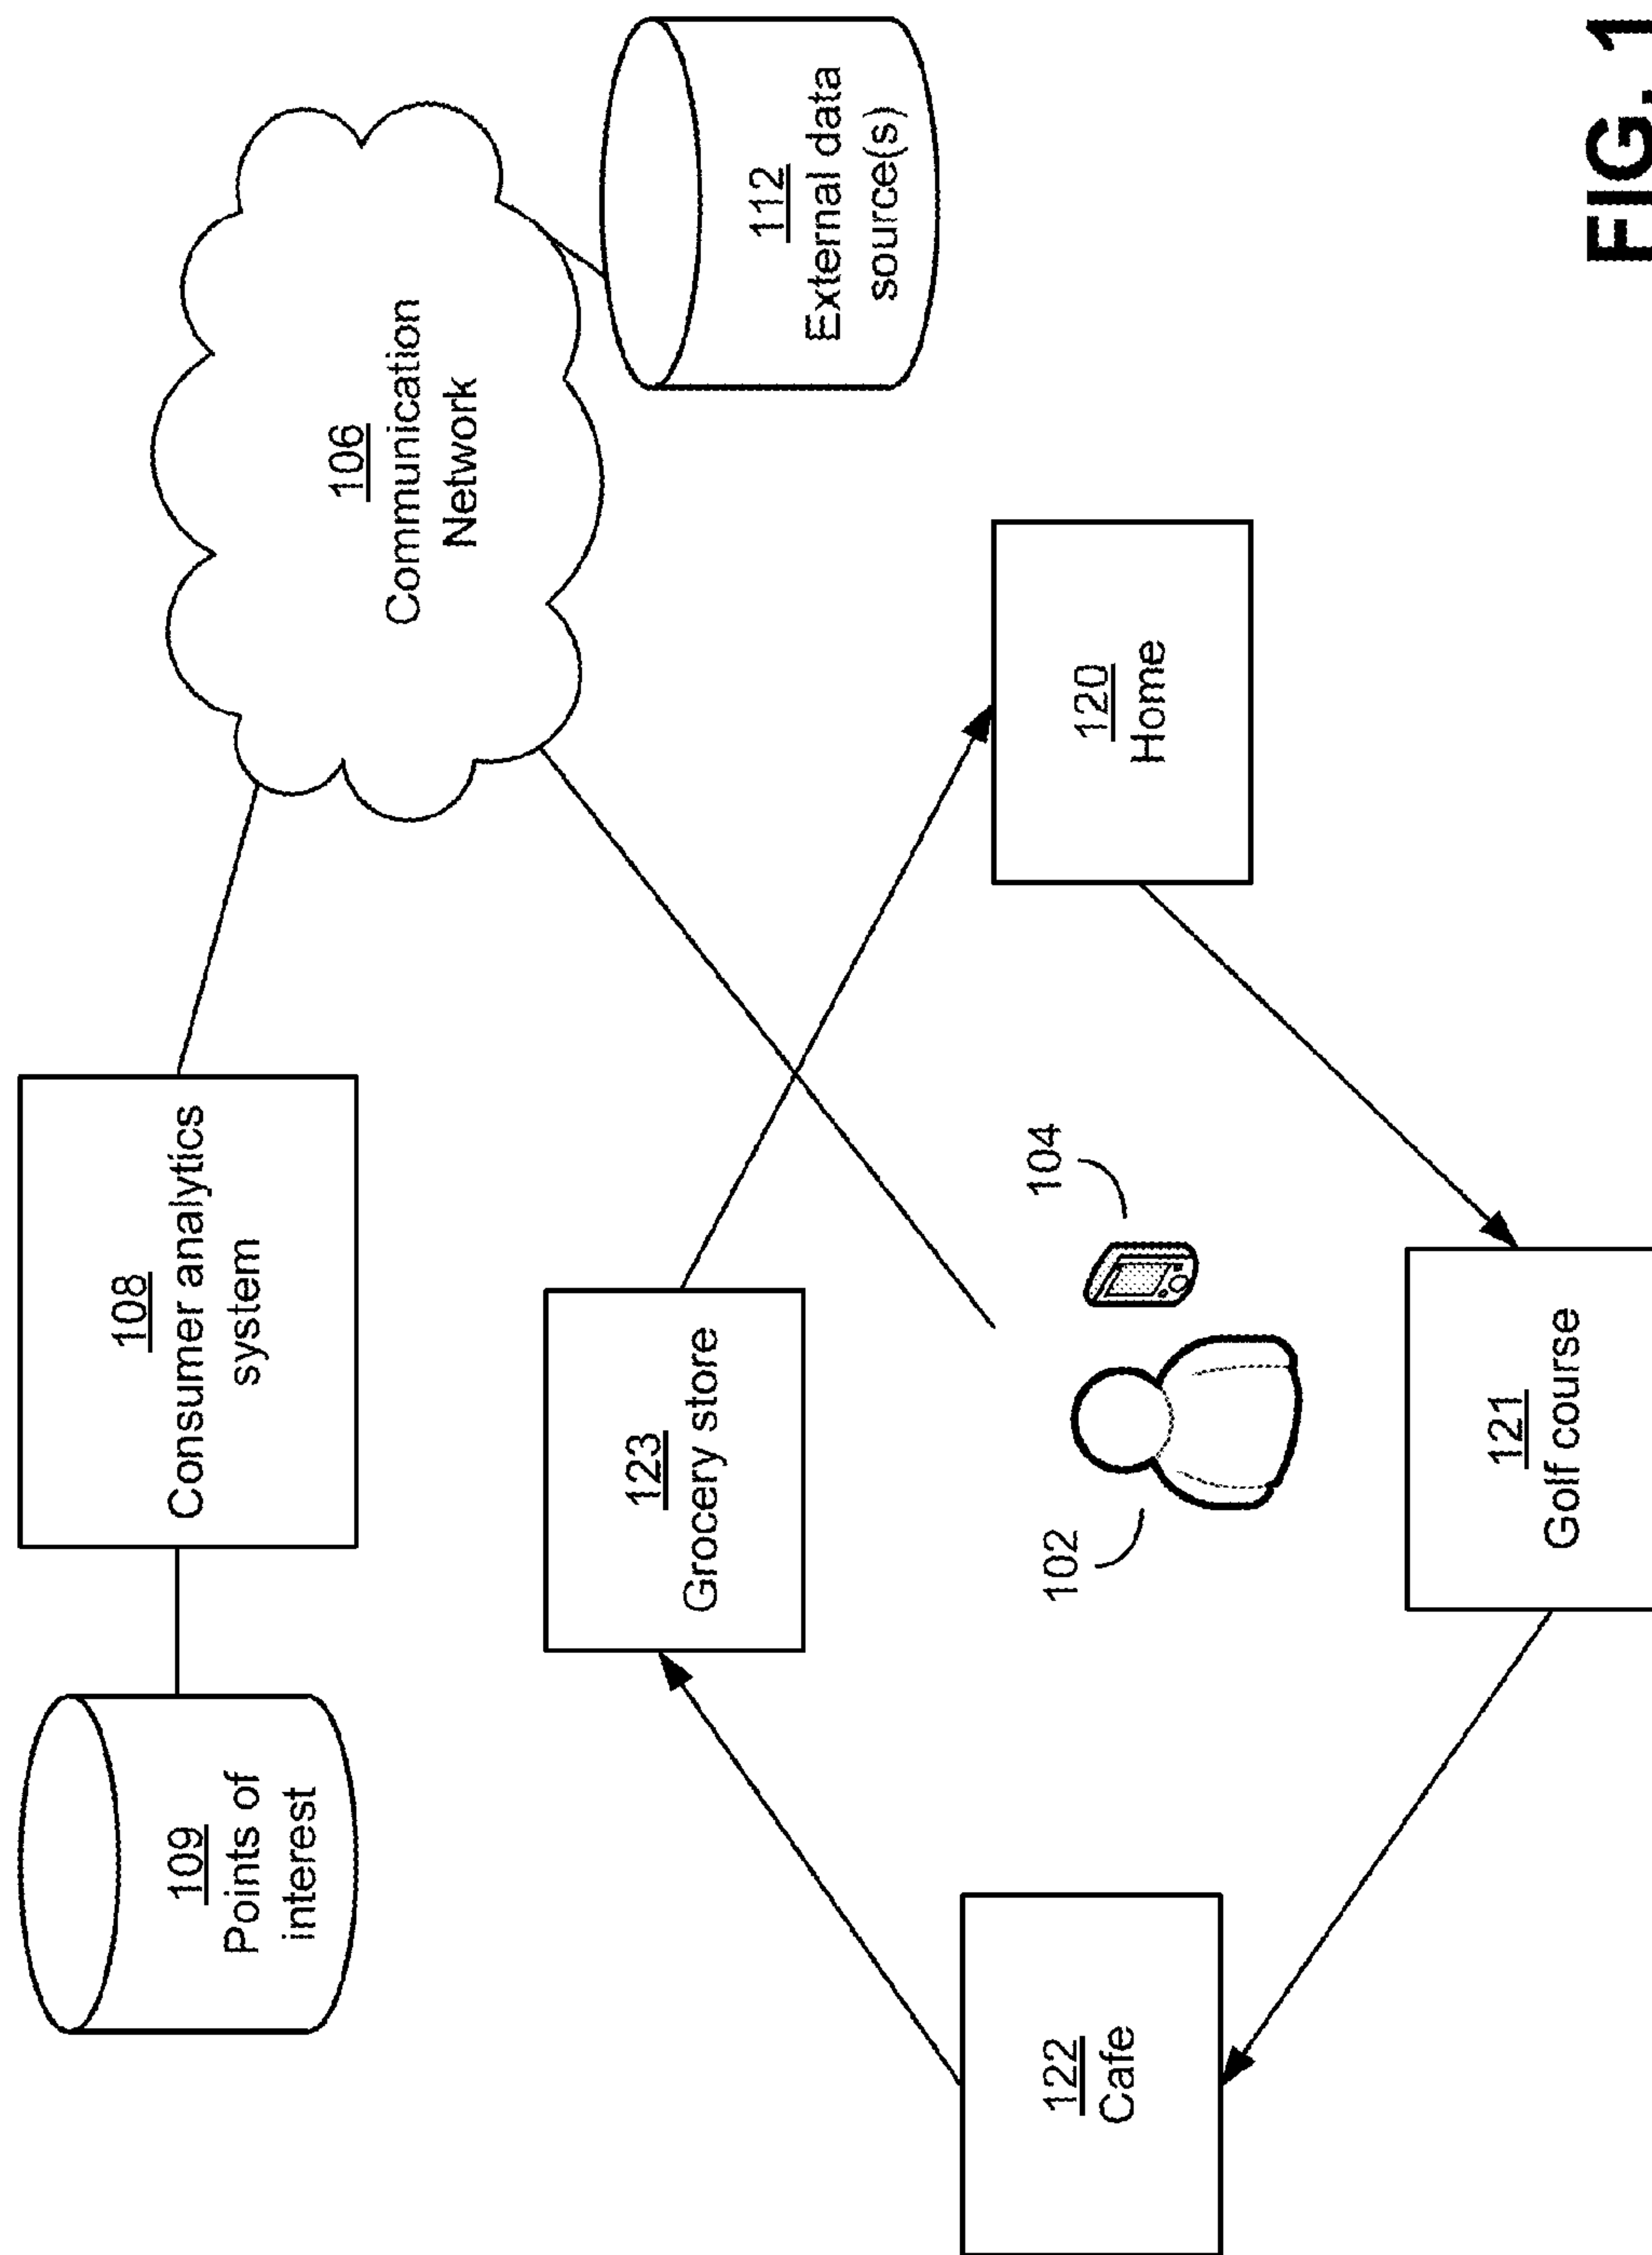 109
Points of
interest
108
Consumer analytics
system
106
Communication
Network
112
External data
source(s)
123
Grocery store
122
Cafe
102
104
120
Home
121
Golf course
FIG. 1